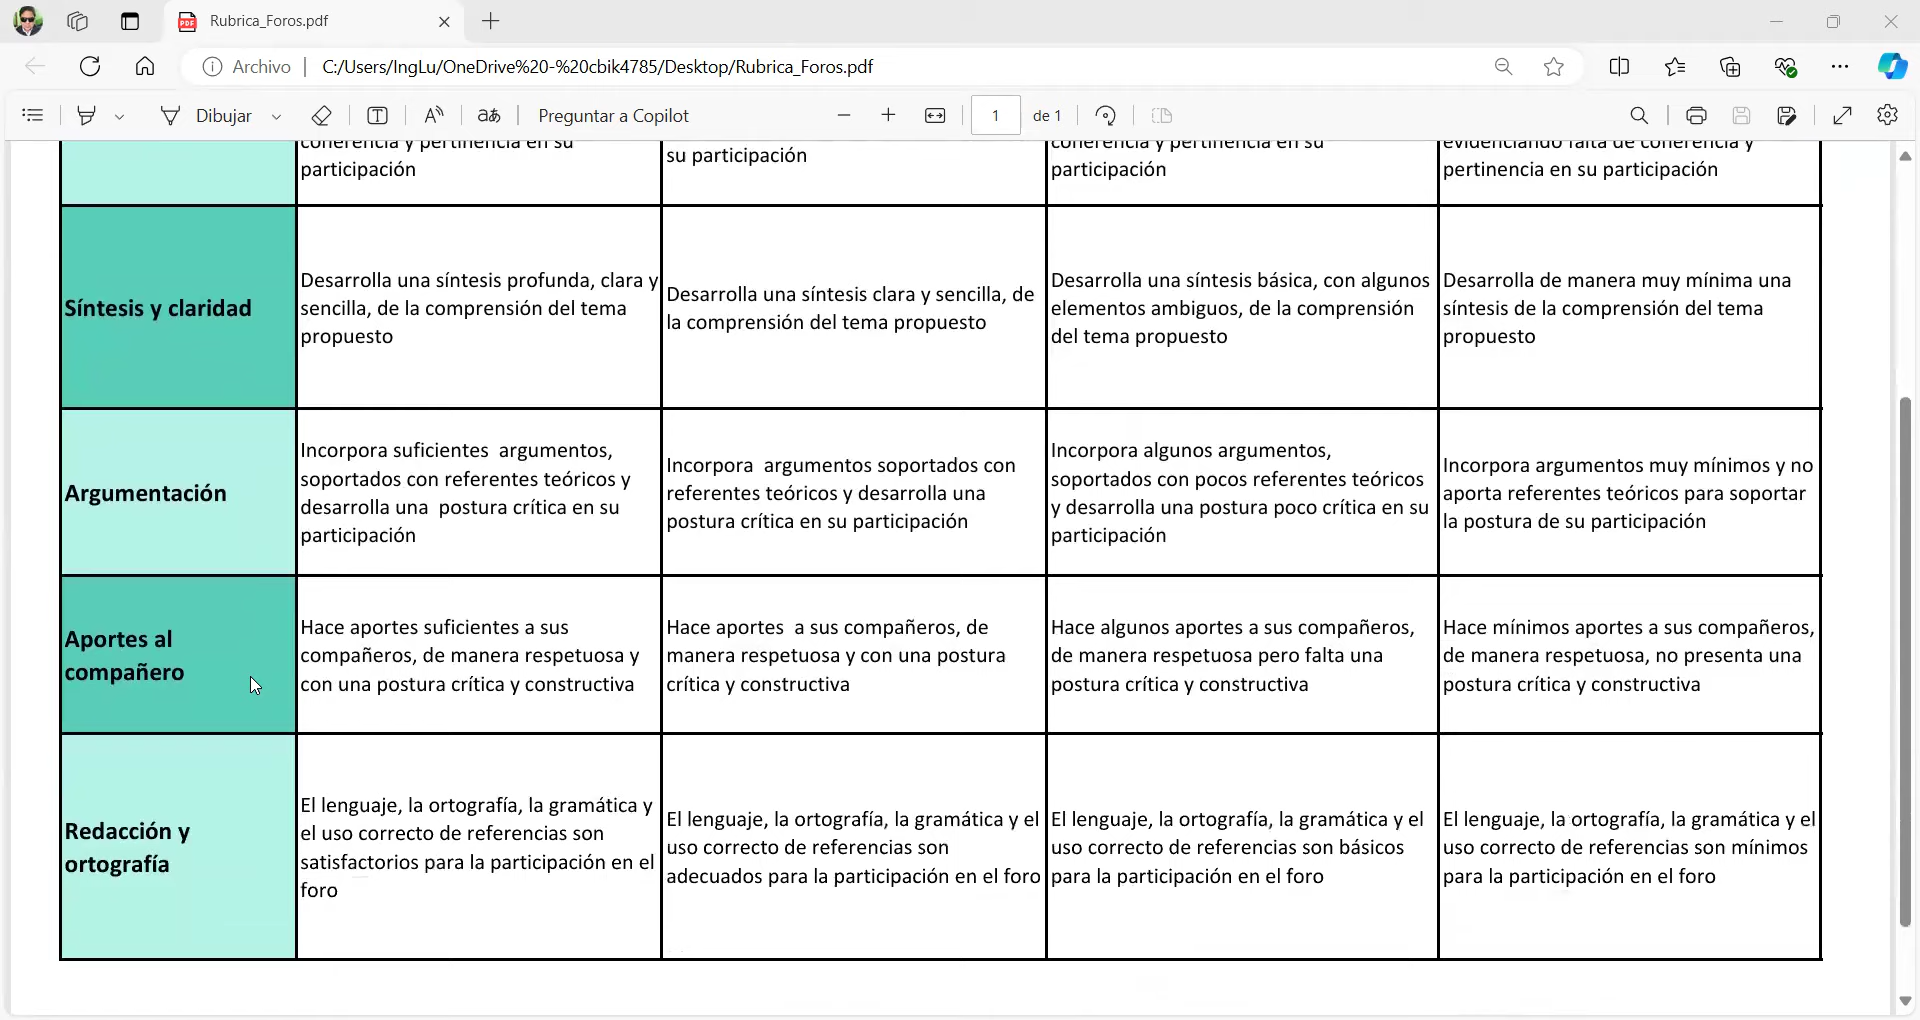 Rubrica_Foros.pdf
Archivo
C:/Users/IngLu/OneDrive%20-%20cbik4785/Desktop/Rubrica_Foros.pdf
Dibujar
aあ
Preguntar a Copilot
1
de 1
coherencia y pertinencia en su
participación
su participación
coherencia y pertinencia en su
participación
evidenciando falta de coherencia y
pertinencia en su participación
Síntesis y claridad
Desarrolla una síntesis profunda, clara y
sencilla, de la comprensión del tema
propuesto
Desarrolla una síntesis clara y sencilla, de
la comprensión del tema propuesto
Desarrolla una síntesis básica, con algunos
elementos ambiguos, de la comprensión
del tema propuesto
Desarrolla de manera muy mínima una
síntesis de la comprensión del tema
propuesto
Argumentación
Incorpora suficientes  argumentos,
soportados con referentes teóricos y
desarrolla una  postura crítica en su
participación
Incorpora  argumentos soportados con
referentes teóricos y desarrolla una
postura crítica en su participación
Incorpora algunos argumentos,
soportados con pocos referentes teóricos
y desarrolla una postura poco crítica en su
participación
Incorpora argumentos muy mínimos y no
aporta referentes teóricos para soportar
la postura de su participación
Aportes al
compañero
Hace aportes suficientes a sus
compañeros, de manera respetuosa y
con una postura crítica y constructiva
Hace aportes  a sus compañeros, de
manera respetuosa y con una postura
crítica y constructiva
Hace algunos aportes a sus compañeros,
de manera respetuosa pero falta una
postura crítica y constructiva
Hace mínimos aportes a sus compañeros,
de manera respetuosa, no presenta una
postura crítica y constructiva
Redacción y
ortografía
El lenguaje, la ortografía, la gramática y
el uso correcto de referencias son
satisfactorios para la participación en el
foro
El lenguaje, la ortografía, la gramática y el
uso correcto de referencias son
adecuados para la participación en el foro
El lenguaje, la ortografía, la gramática y el
uso correcto de referencias son básicos
para la participación en el foro
El lenguaje, la ortografía, la gramática y el
uso correcto de referencias son mínimos
para la participación en el foro